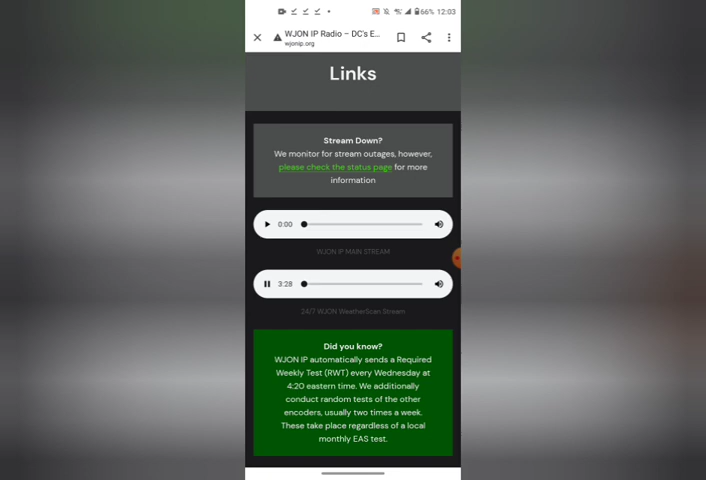 66% 12:03
WJON IP Radio – DC's E...
wjonip.org
Links
Stream Down?
We monitor for stream outages, however,
please check the status page for more
information
0:00
WJON IP MAIN STREAM
3:28
24/7 WJON WeatherScan Stream
Did you know?
WJON IP automatically sends a Required
Weekly Test (RWT) every Wednesday at
4:20 eastern time. We additionally
conduct random tests of the other
encoders, usually two times a week.
These take place regardless of a local
monthly EAS test.